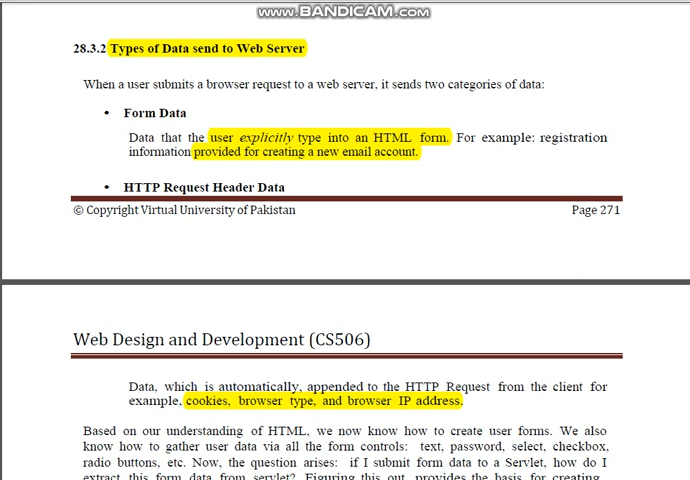 www.BANDICAM.com
28.3.2 Types of Data send to Web Server
When a user submits a browser request to a web server, it sends two categories of data:
• Form Data
Data that the user explicitly type into an HTML form. For example: registration
information provided for creating a new email account.
• HTTP Request Header Data
© Copyright Virtual University of Pakistan Page 271
Web Design and Development (CS506)
Data, which is automatically, appended to the HTTP Request from the client for
example, cookies, browser type, and browser IP address.
Based on our understanding of HTML, we now know how to create user forms. We also
know how to gather user data via all the form controls: text, password, select, checkbox,
radio buttons, etc. Now, the question arises: if I submit form data to a Servlet, how do I
extract this form data from servlet? Figuring this out, provides the basis for creating